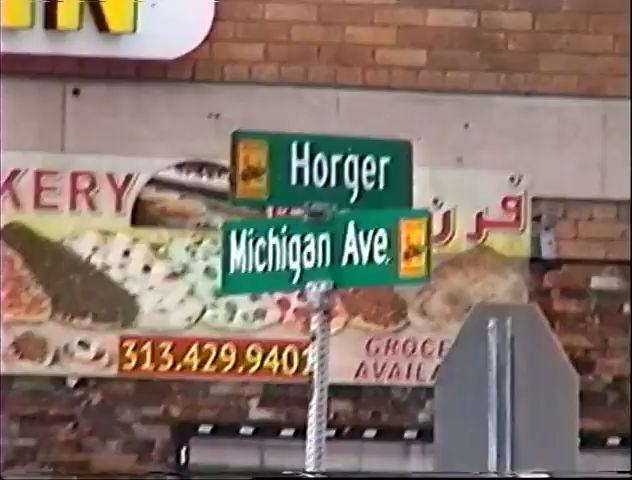 KERY
فرن
Horger
Michigan Ave.
313.429.9401
GROCE
AVAILA